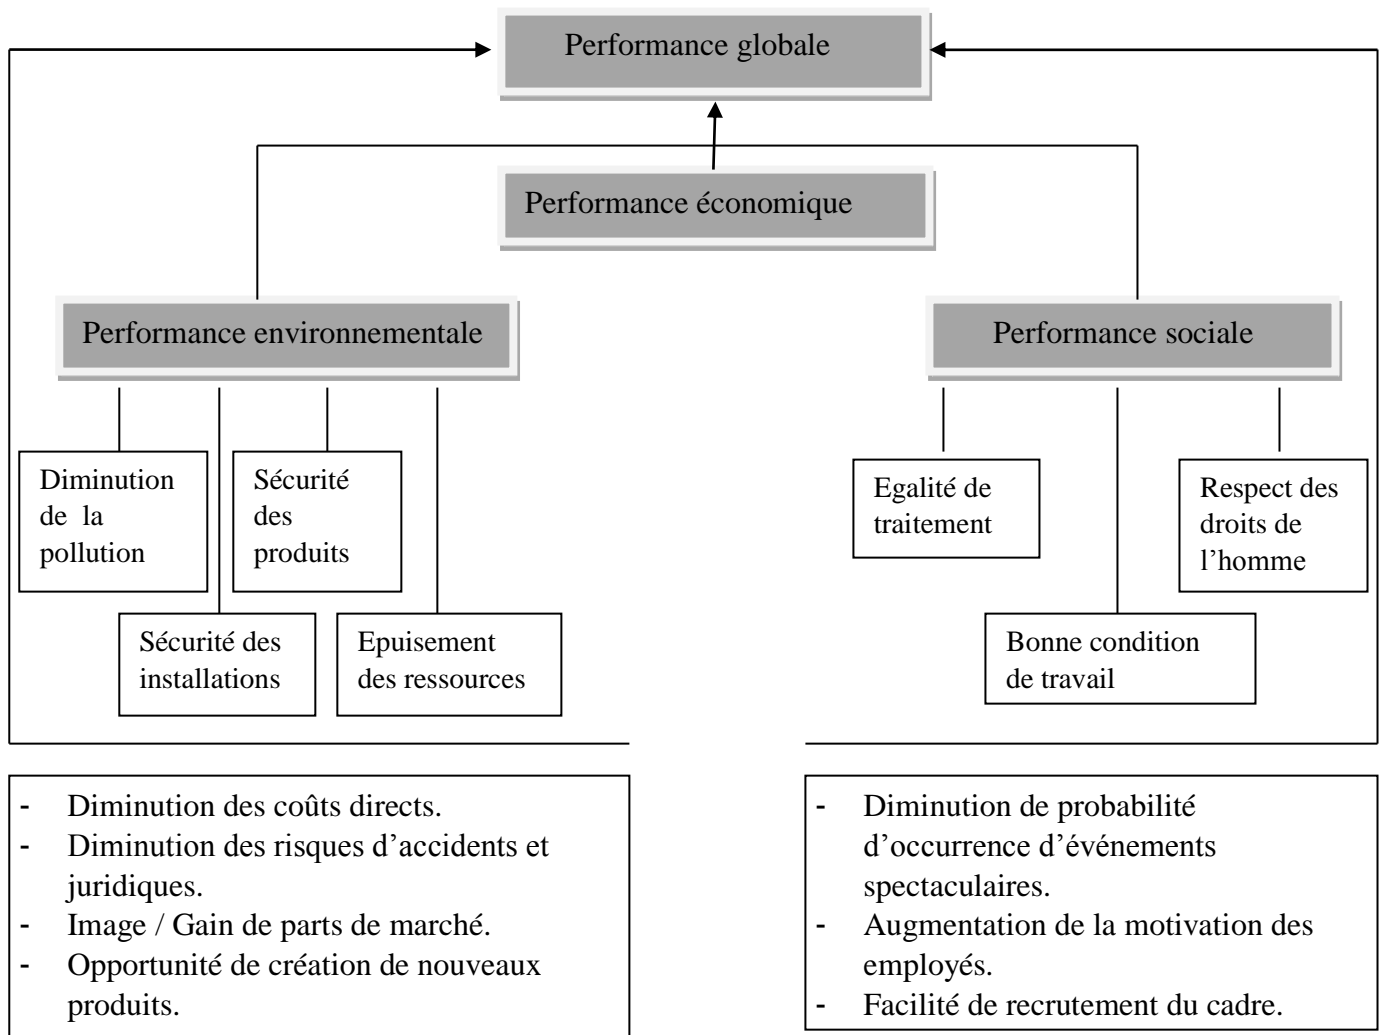 Performance globale
Performance économique
Performance environnementale
Performance sociale
Diminution
de  la
pollution
Sécurité
des
produits
Sécurité des
installations
Epuisement
des ressources
Egalité de
traitement
Respect des
droits de
l’homme
Bonne condition
de travail
- Diminution des coûts directs.
- Diminution des risques d’accidents et
juridiques.
- Image / Gain de parts de marché.
- Opportunité de création de nouveaux
produits.
- Diminution de probabilité
d’occurrence d’événements
spectaculaires.
- Augmentation de la motivation des
employés.
- Facilité de recrutement du cadre.